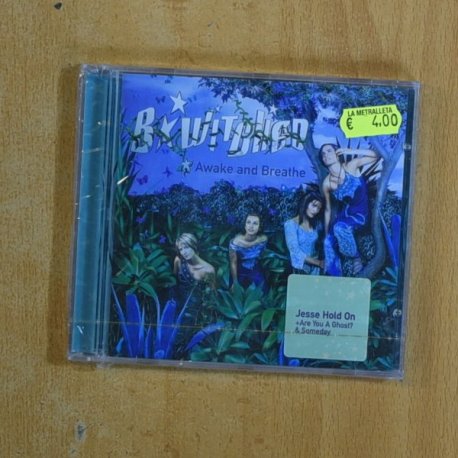 B★witched
Awake and Breathe
LA METRALLETA
€ 4,00
Jesse Hold On
+Are You A Ghost?
& Someday